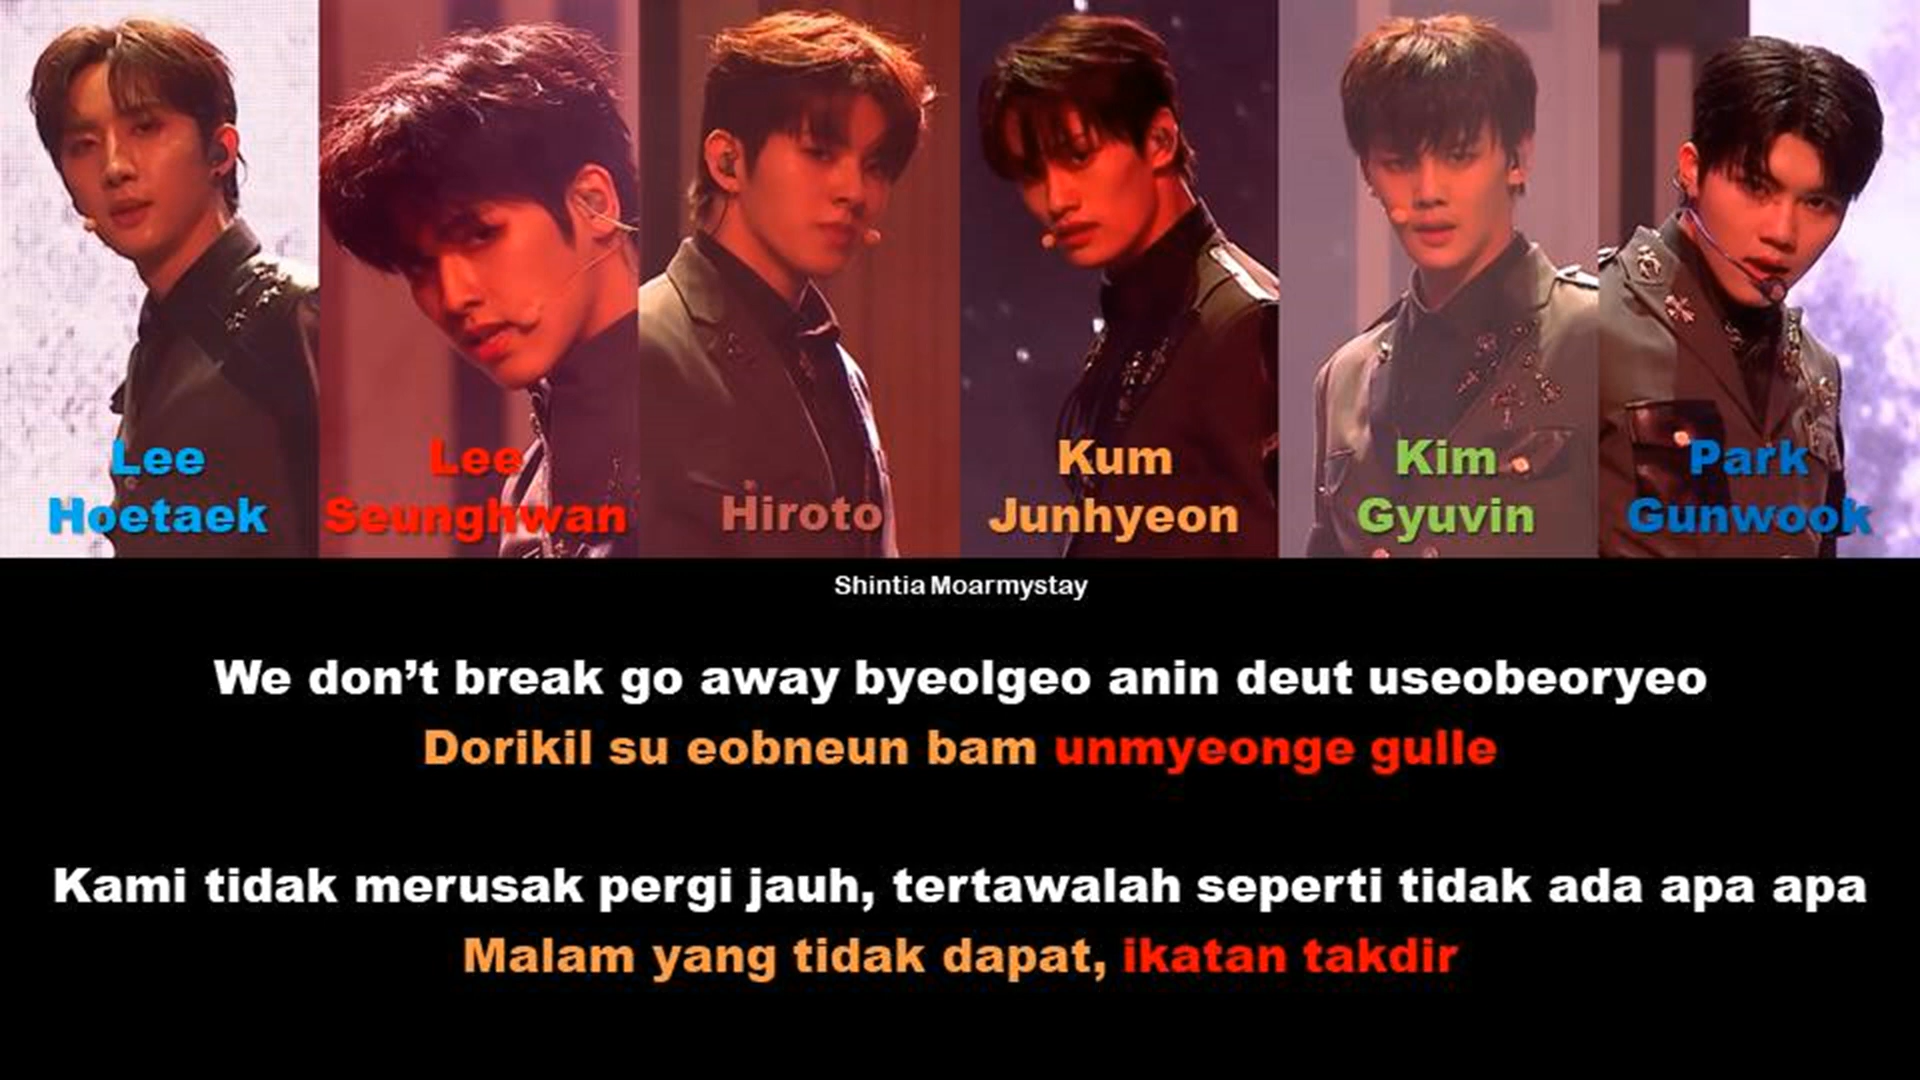 Lee Hoetaek
Lee Seunghwan
Hiroto
Kum Junhyeon
Kim Gyuvin
Park Gunwook
Shintia Moarmystay
We don’t break go away byeolgeo anin deut useobeoryeo
Dorikil su eobneun bam unmyeonge gulle
Kami tidak merusak pergi jauh, tertawalah seperti tidak ada apa apa
Malam yang tidak dapat, ikatan takdir